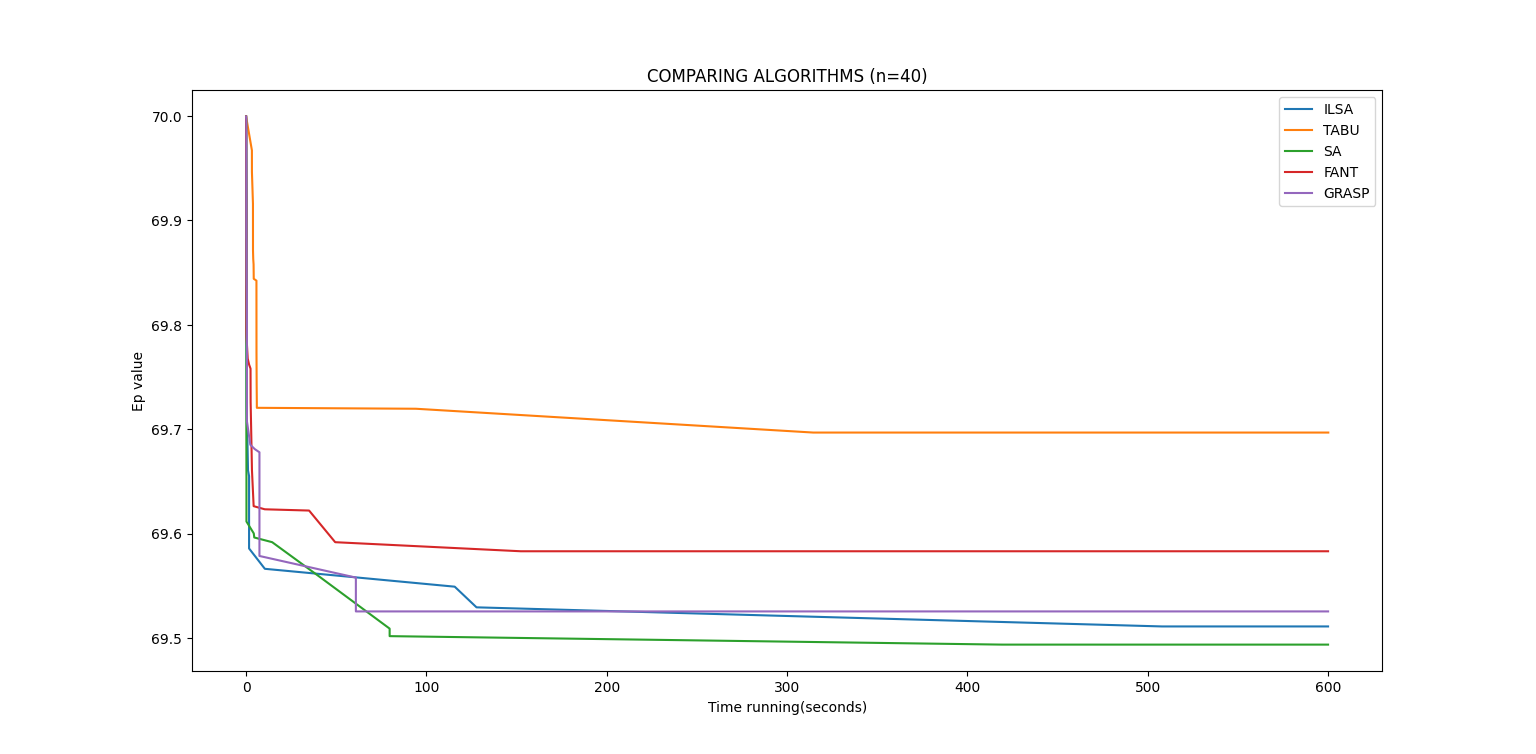 COMPARING ALGORITHMS (n=40)
ILSA
TABU
SA
FANT
GRASP
70.0
69.9
69.8
69.7
69.6
69.5
Ep value
0 100 200 300 400 500 600
Time running(seconds)